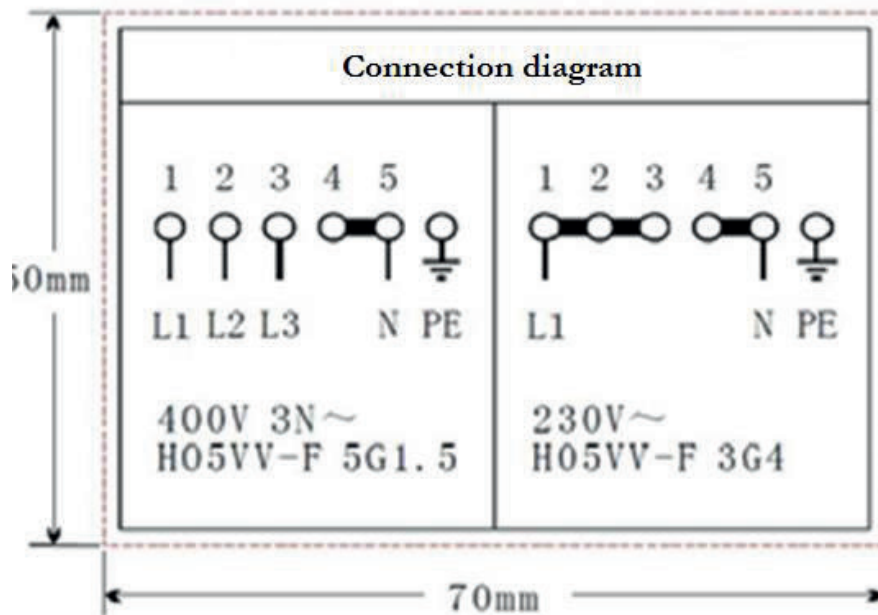 Connection diagram
1 2 3 4 5
L1 L2 L3 N PE
400V 3N～
H05VV-F 5G1.5
1 2 3 4 5
L1 N PE
230V～
H05VV-F 3G4
70mm